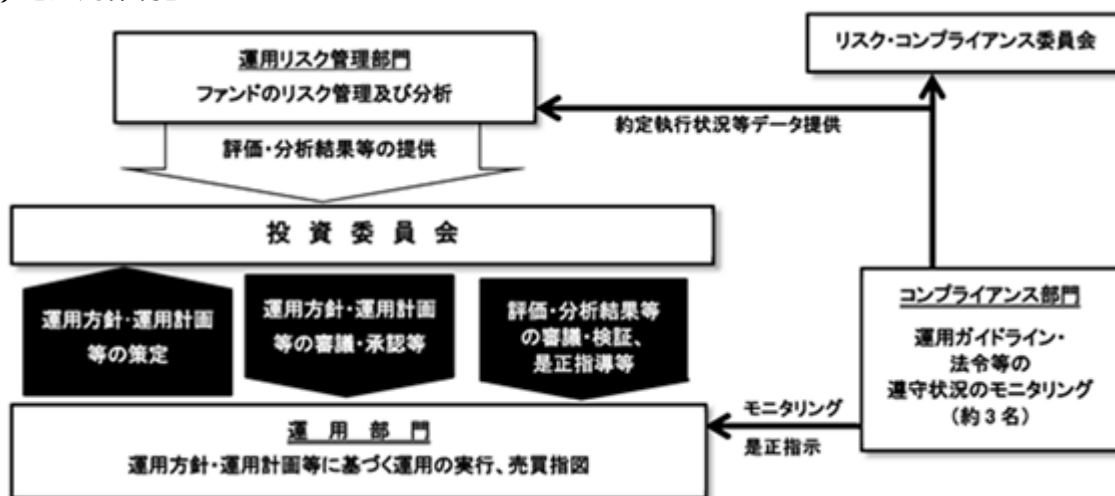 運用リスク管理部門
ファンドのリスク管理及び分析
リスク・コンプライアンス委員会
約定執行状況等データ提供
評価・分析結果等の提供
投資委員会
運用方針・運用計画
等の策定
運用方針・運用計画
等の審議・承認等
評価・分析結果等
の審議・検証、
是正指導等
コンプライアンス部門
運用ガイドライン・
法令等の
遵守状況のモニタリング
(約3名)
モニタリング
是正指示
運用部門
運用方針・運用計画等に基づく運用の実行、売買指図